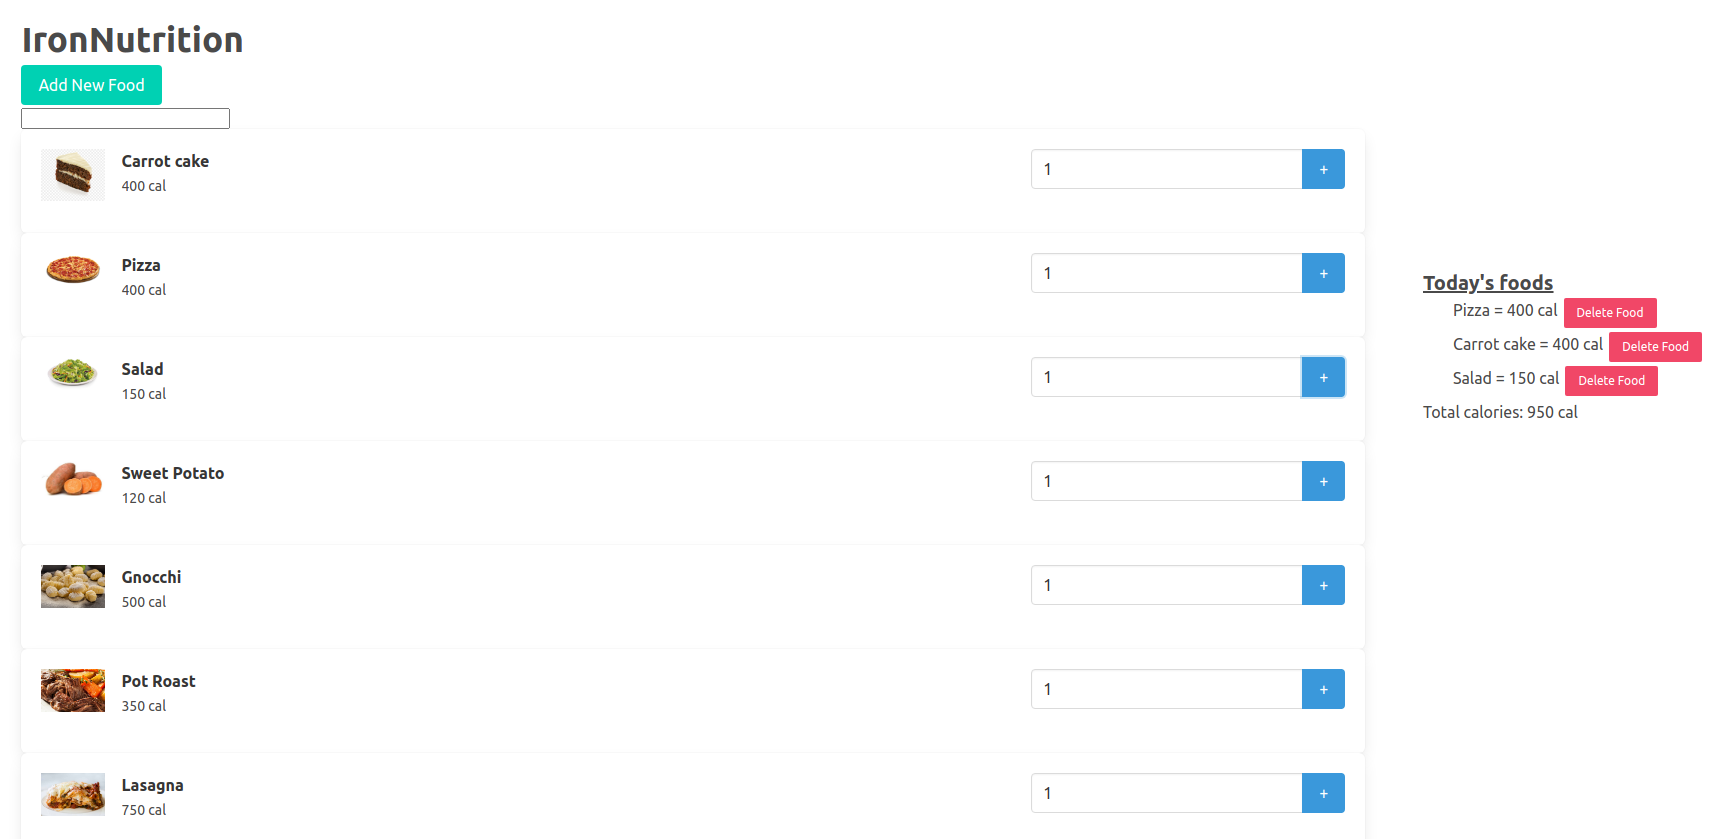 IronNutrition
Add New Food
Carrot cake
400 cal
1 +
Pizza
400 cal
1 +
Salad
150 cal
1 +
Sweet Potato
120 cal
1 +
Gnocchi
500 cal
1 +
Pot Roast
350 cal
1 +
Lasagna
750 cal
1 +
Today's foods
Pizza = 400 cal Delete Food
Carrot cake = 400 cal Delete Food
Salad = 150 cal Delete Food
Total calories: 950 cal